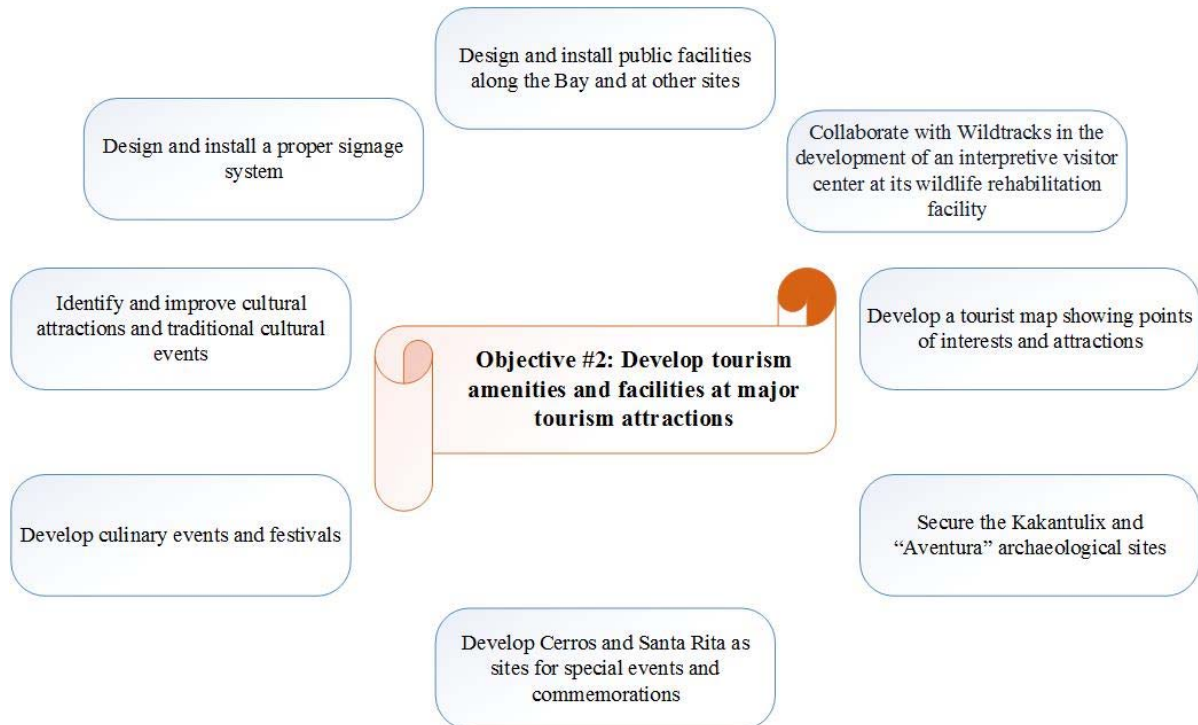 Design and install public facilities
along the Bay and at other sites
Collaborate with Wildtracks in the
development of an interpretive visitor
center at its wildlife rehabilitation
facility
Develop a tourist map showing points
of interests and attractions
Secure the Kakantulix and
“Aventura” archaeological sites
Develop Cerros and Santa Rita as
sites for special events and
commemorations
Develop culinary events and festivals
Identify and improve cultural
attractions and traditional cultural
events
Design and install a proper signage
system
Objective #2: Develop tourism
amenities and facilities at major
tourism attractions